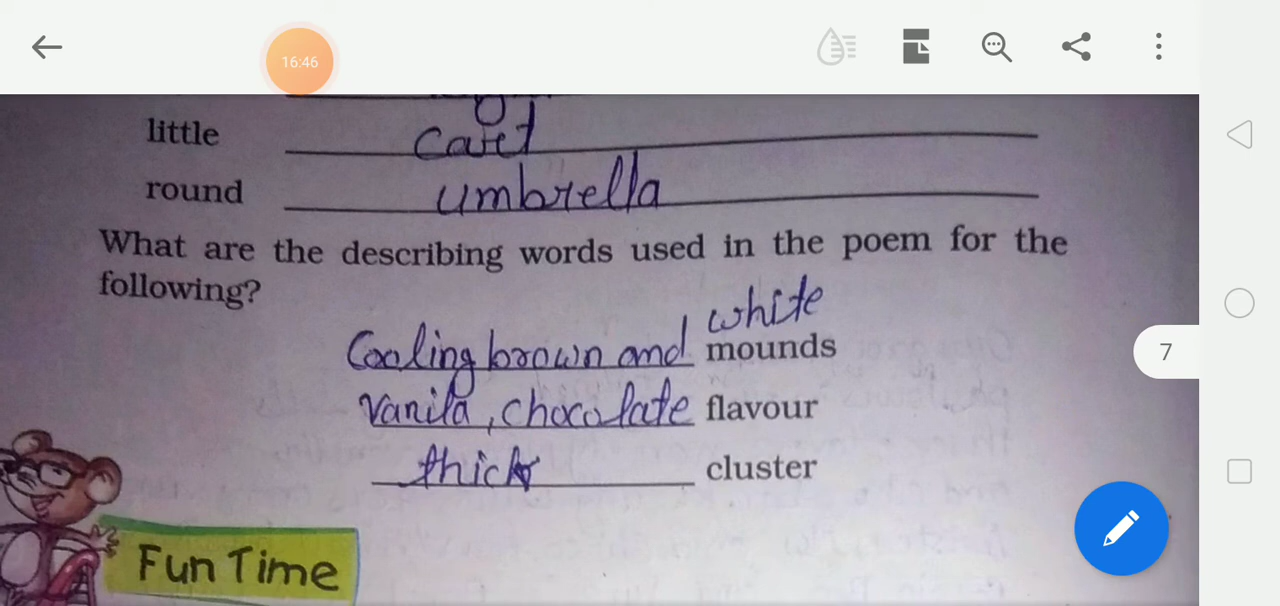 16:46
little cart
round umbrella
What are the describing words used in the poem for the
following?
white
Cooling brown and mounds
Vanila, chocolate flavour
thick cluster
7
Fun Time